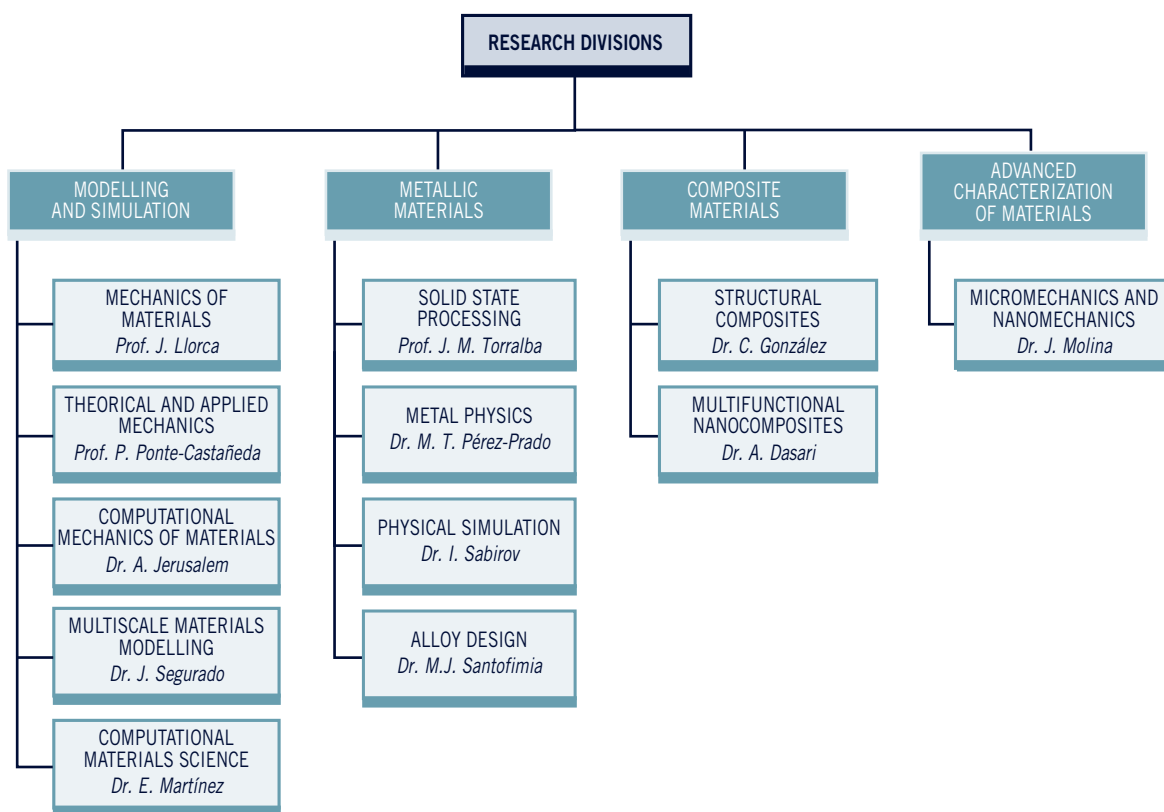 RESEARCH DIVISIONS
MODELLING
AND SIMULATION
MECHANICS OF
MATERIALS
Prof. J. Llorca
THEORICAL AND APPLIED
MECHANICS
Prof. P. Ponte-Castañeda
COMPUTATIONAL
MECHANICS OF MATERIALS
Dr. A. Jerusalem
MULTISCALE MATERIALS
MODELLING
Dr. J. Segurado
COMPUTATIONAL
MATERIALS SCIENCE
Dr. E. Martínez
METALLIC
MATERIALS
SOLID STATE
PROCESSING
Prof. J. M. Torralba
METAL PHYSICS
Dr. M. T. Pérez-Prado
PHYSICAL SIMULATION
Dr. I. Sabirov
ALLOY DESIGN
Dr. M.J. Santofimia
COMPOSITE
MATERIALS
STRUCTURAL
COMPOSITES
Dr. C. González
MULTIFUNCTIONAL
NANOCOMPOSITES
Dr. A. Dasari
ADVANCED
CHARACTERIZATION
OF MATERIALS
MICROMECHANICS AND
NANOMECHANICS
Dr. J. Molina